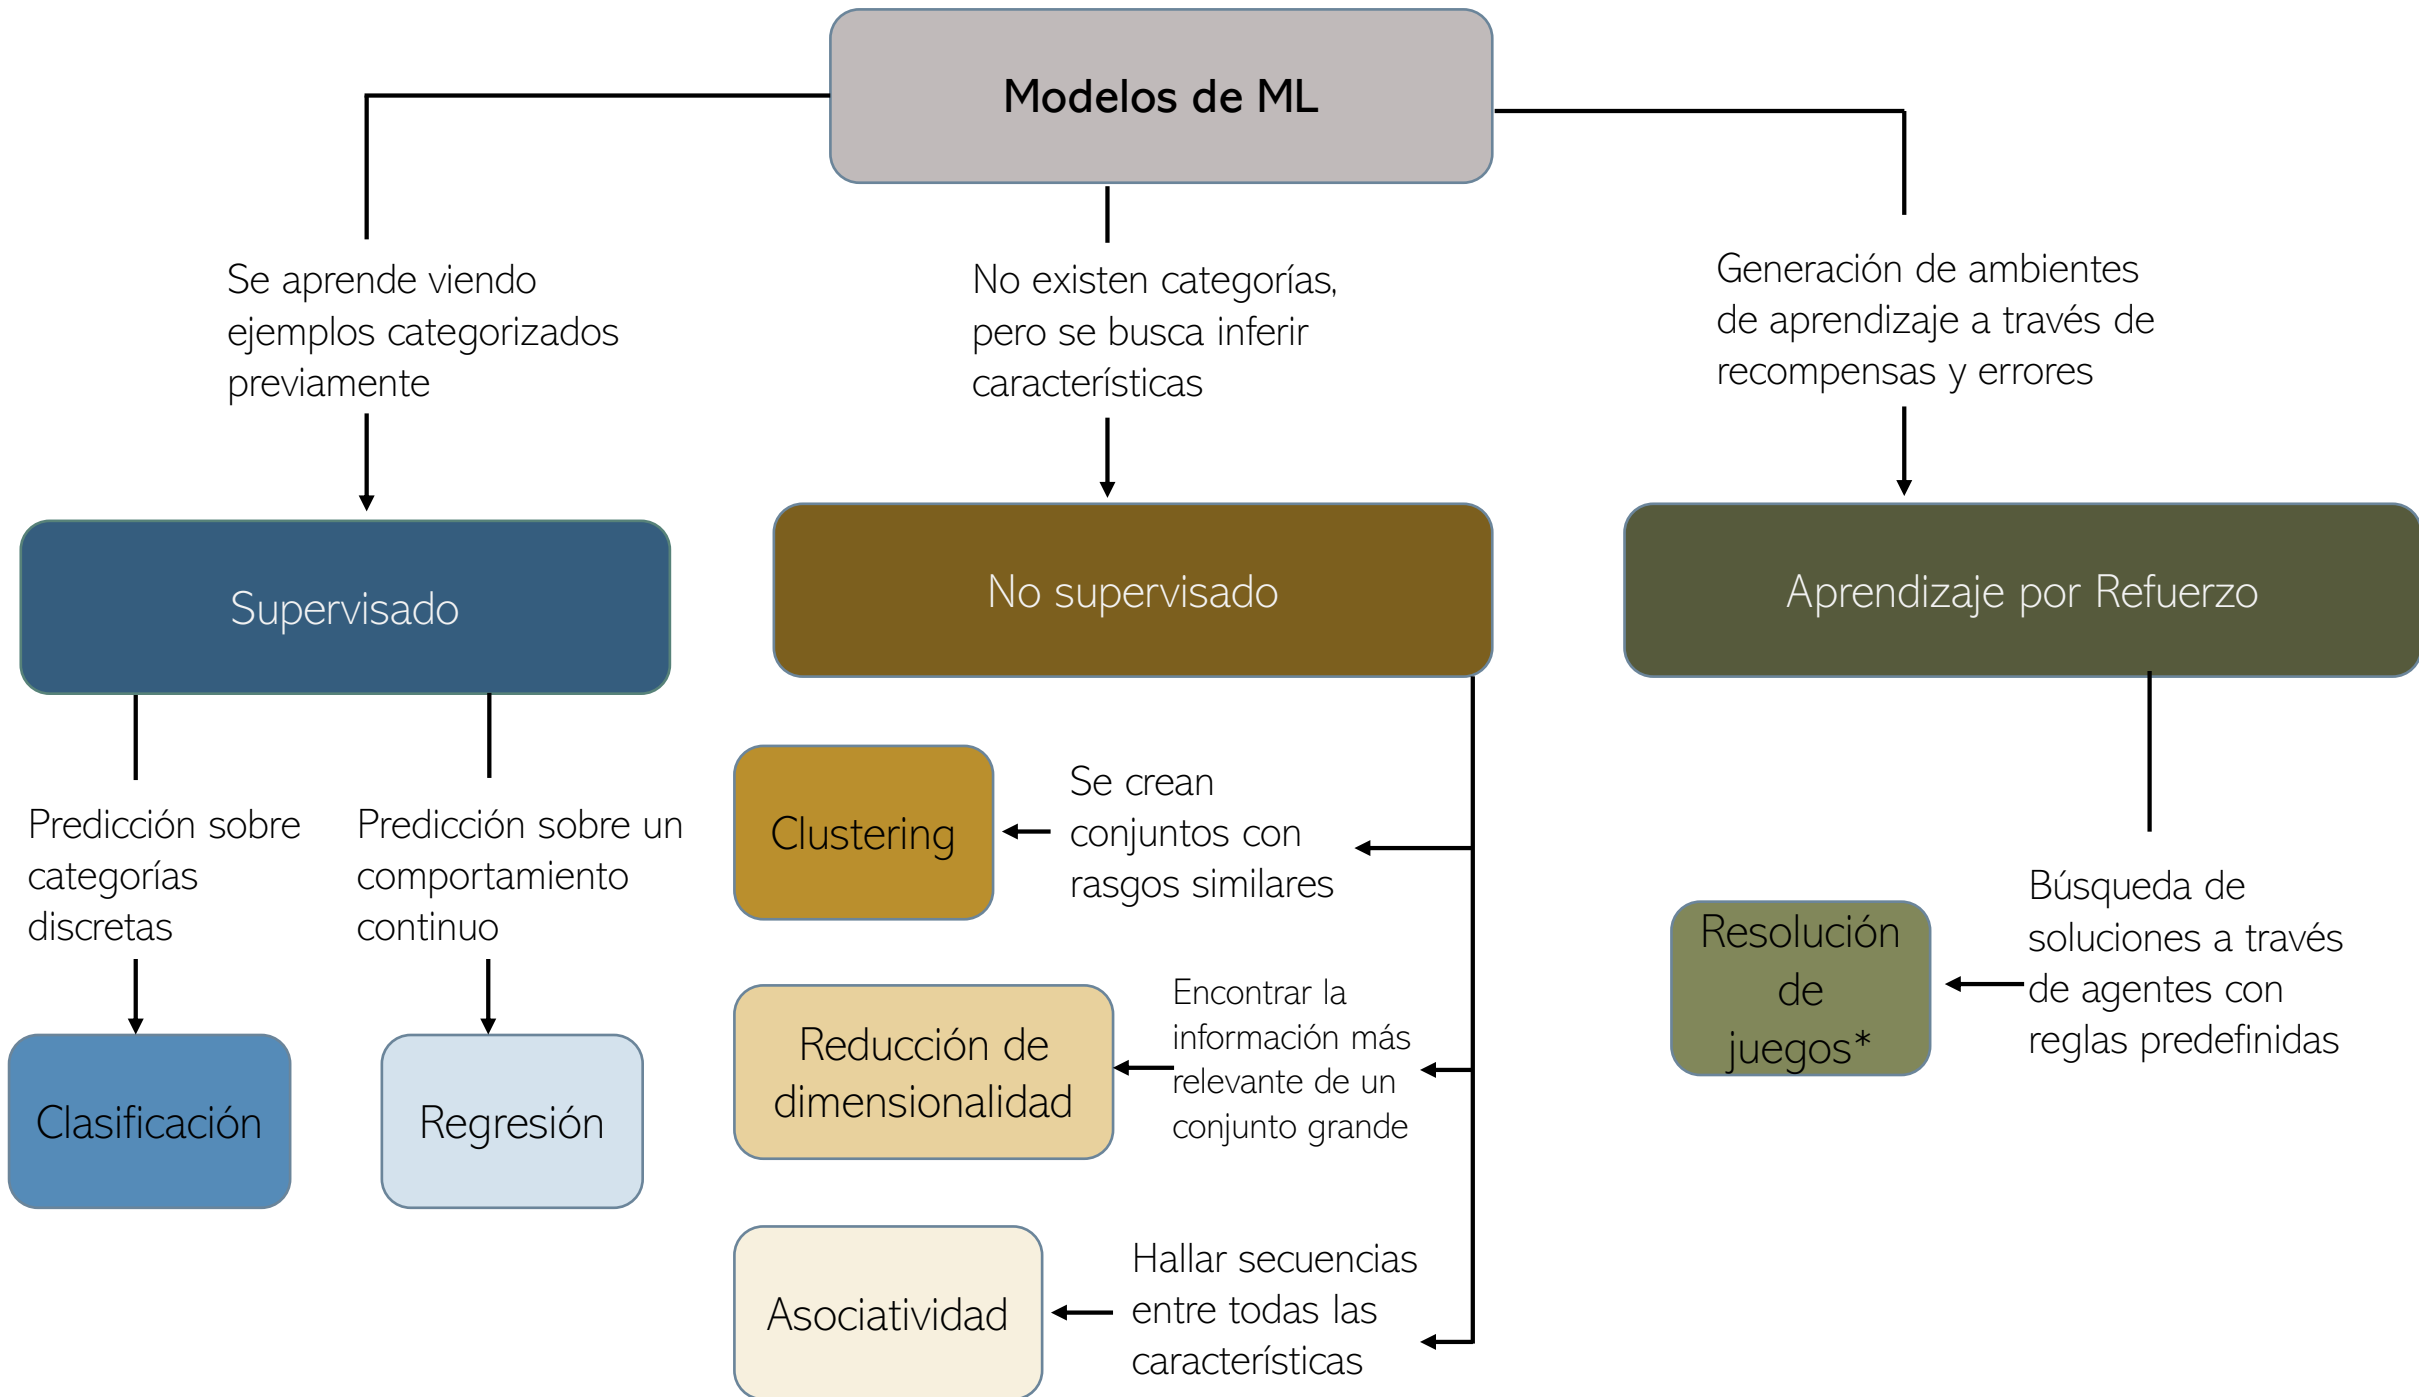 Modelos de ML
Se aprende viendo
ejemplos categorizados
previamente
No existen categorías,
pero se busca inferir
características
Generación de ambientes
de aprendizaje a través de
recompensas y errores
Supervisado
No supervisado
Aprendizaje por Refuerzo
Predicción sobre
categorías
discretas
Predicción sobre un
comportamiento
continuo
Clasificación
Regresión
Clustering
Se crean
conjuntos con
rasgos similares
Reducción de
dimensionalidad
Encontrar la
información más
relevante de un
conjunto grande
Asociatividad
Hallar secuencias
entre todas las
características
Resolución
de
juegos*
Búsqueda de
soluciones a través
de agentes con
reglas predefinidas